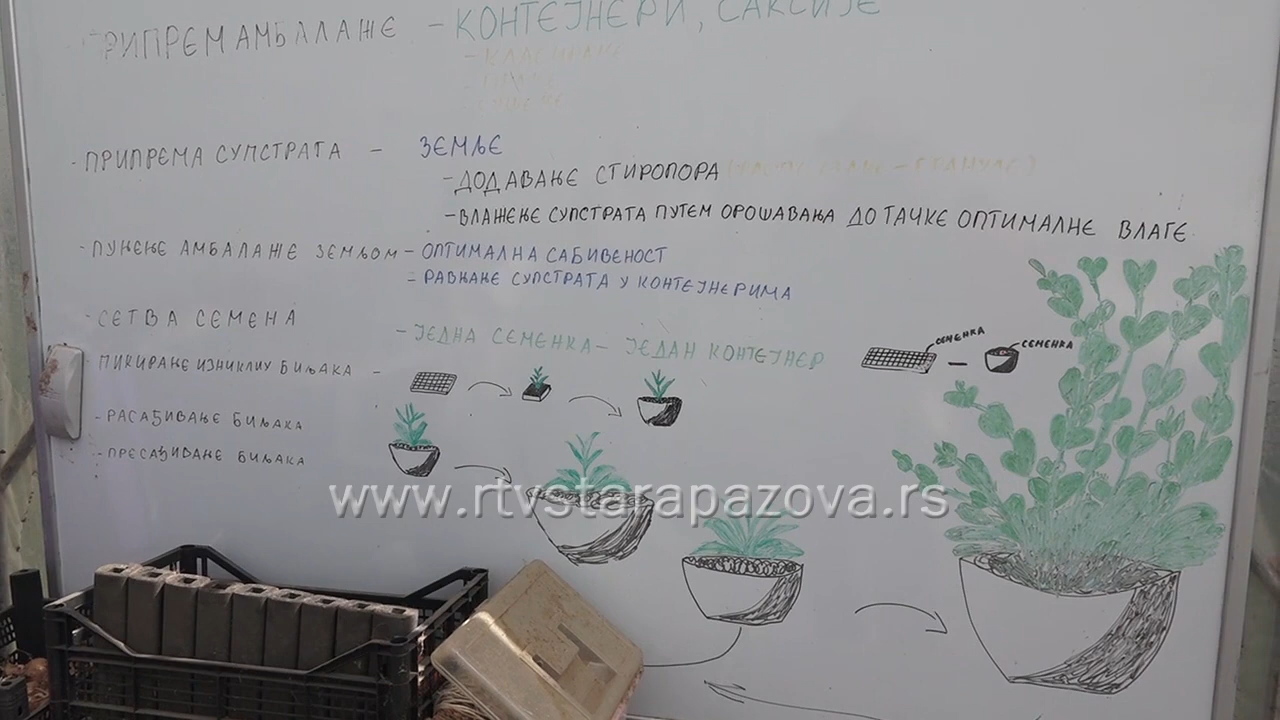 ПРИПРЕМ АМБАЛАЖЕ – КОНТЕЈНЕРИ, САКСИЈЕ
- ПРИПРЕМА СУПСТРАТА – ЗЕМЉЕ
- ДОДАВАЊЕ СТИРОПОРА
- ВЛАЖЕЊЕ СУПСТРАТА ПУТЕМ ОРОШАВАЊА ДО ТАЧКЕ ОПТИМАЛНЕ ВЛАГЕ
- ПУЊЕЊЕ АМБАЛАЖЕ ЗЕМЉОМ – ОПТИМАЛНА САБИВЕНОСТ
- РАВНАЊЕ СУПСТРАТА У КОНТЕЈНЕРИМА
- СЕТВА СЕМЕНА
- ЈЕДНА СЕМЕНКА – ЈЕДАН КОНТЕЈНЕР
СЕМЕНКА – СЕМЕНКА
- ПИКИРАЊЕ ИЗНИКЛИХ БИЉАКА –
- РАСАЂИВАЊЕ БИЉАКА
- ПРЕСАЂИВАЊЕ БИЉАКА
www.rtvstarapazova.rs